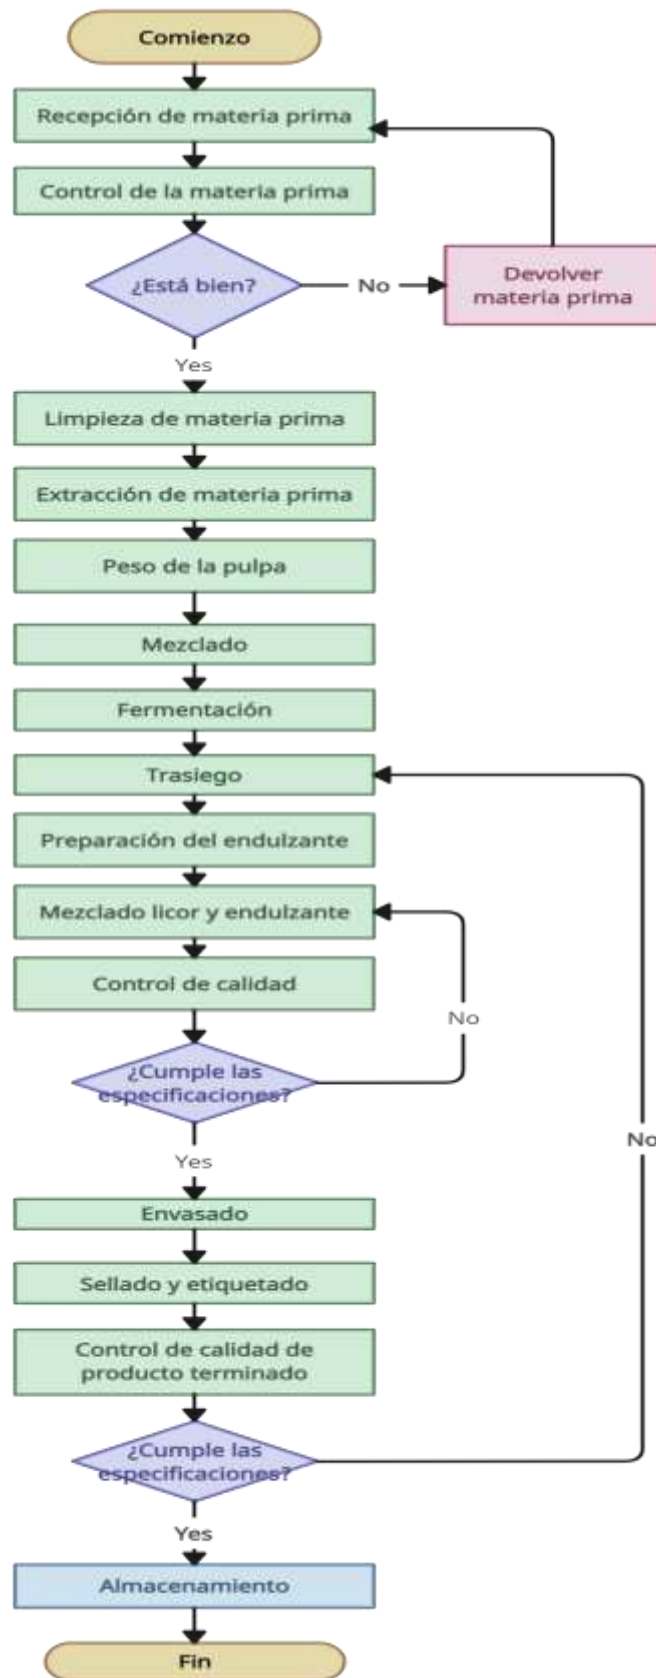 Comienzo
Recepción de materia prima
Control de la materia prima
¿Está bien?
No
Devolver
materia prima
Yes
Limpieza de materia prima
Extracción de materia prima
Peso de la pulpa
Mezclado
Fermentación
Trasiego
Preparación del endulzante
Mezclado licor y endulzante
Control de calidad
No
¿Cumple las
especificaciones?
No
Yes
Envasado
Sellado y etiquetado
Control de calidad de
producto terminado
¿Cumple las
especificaciones?
Yes
Almacenamiento
Fin